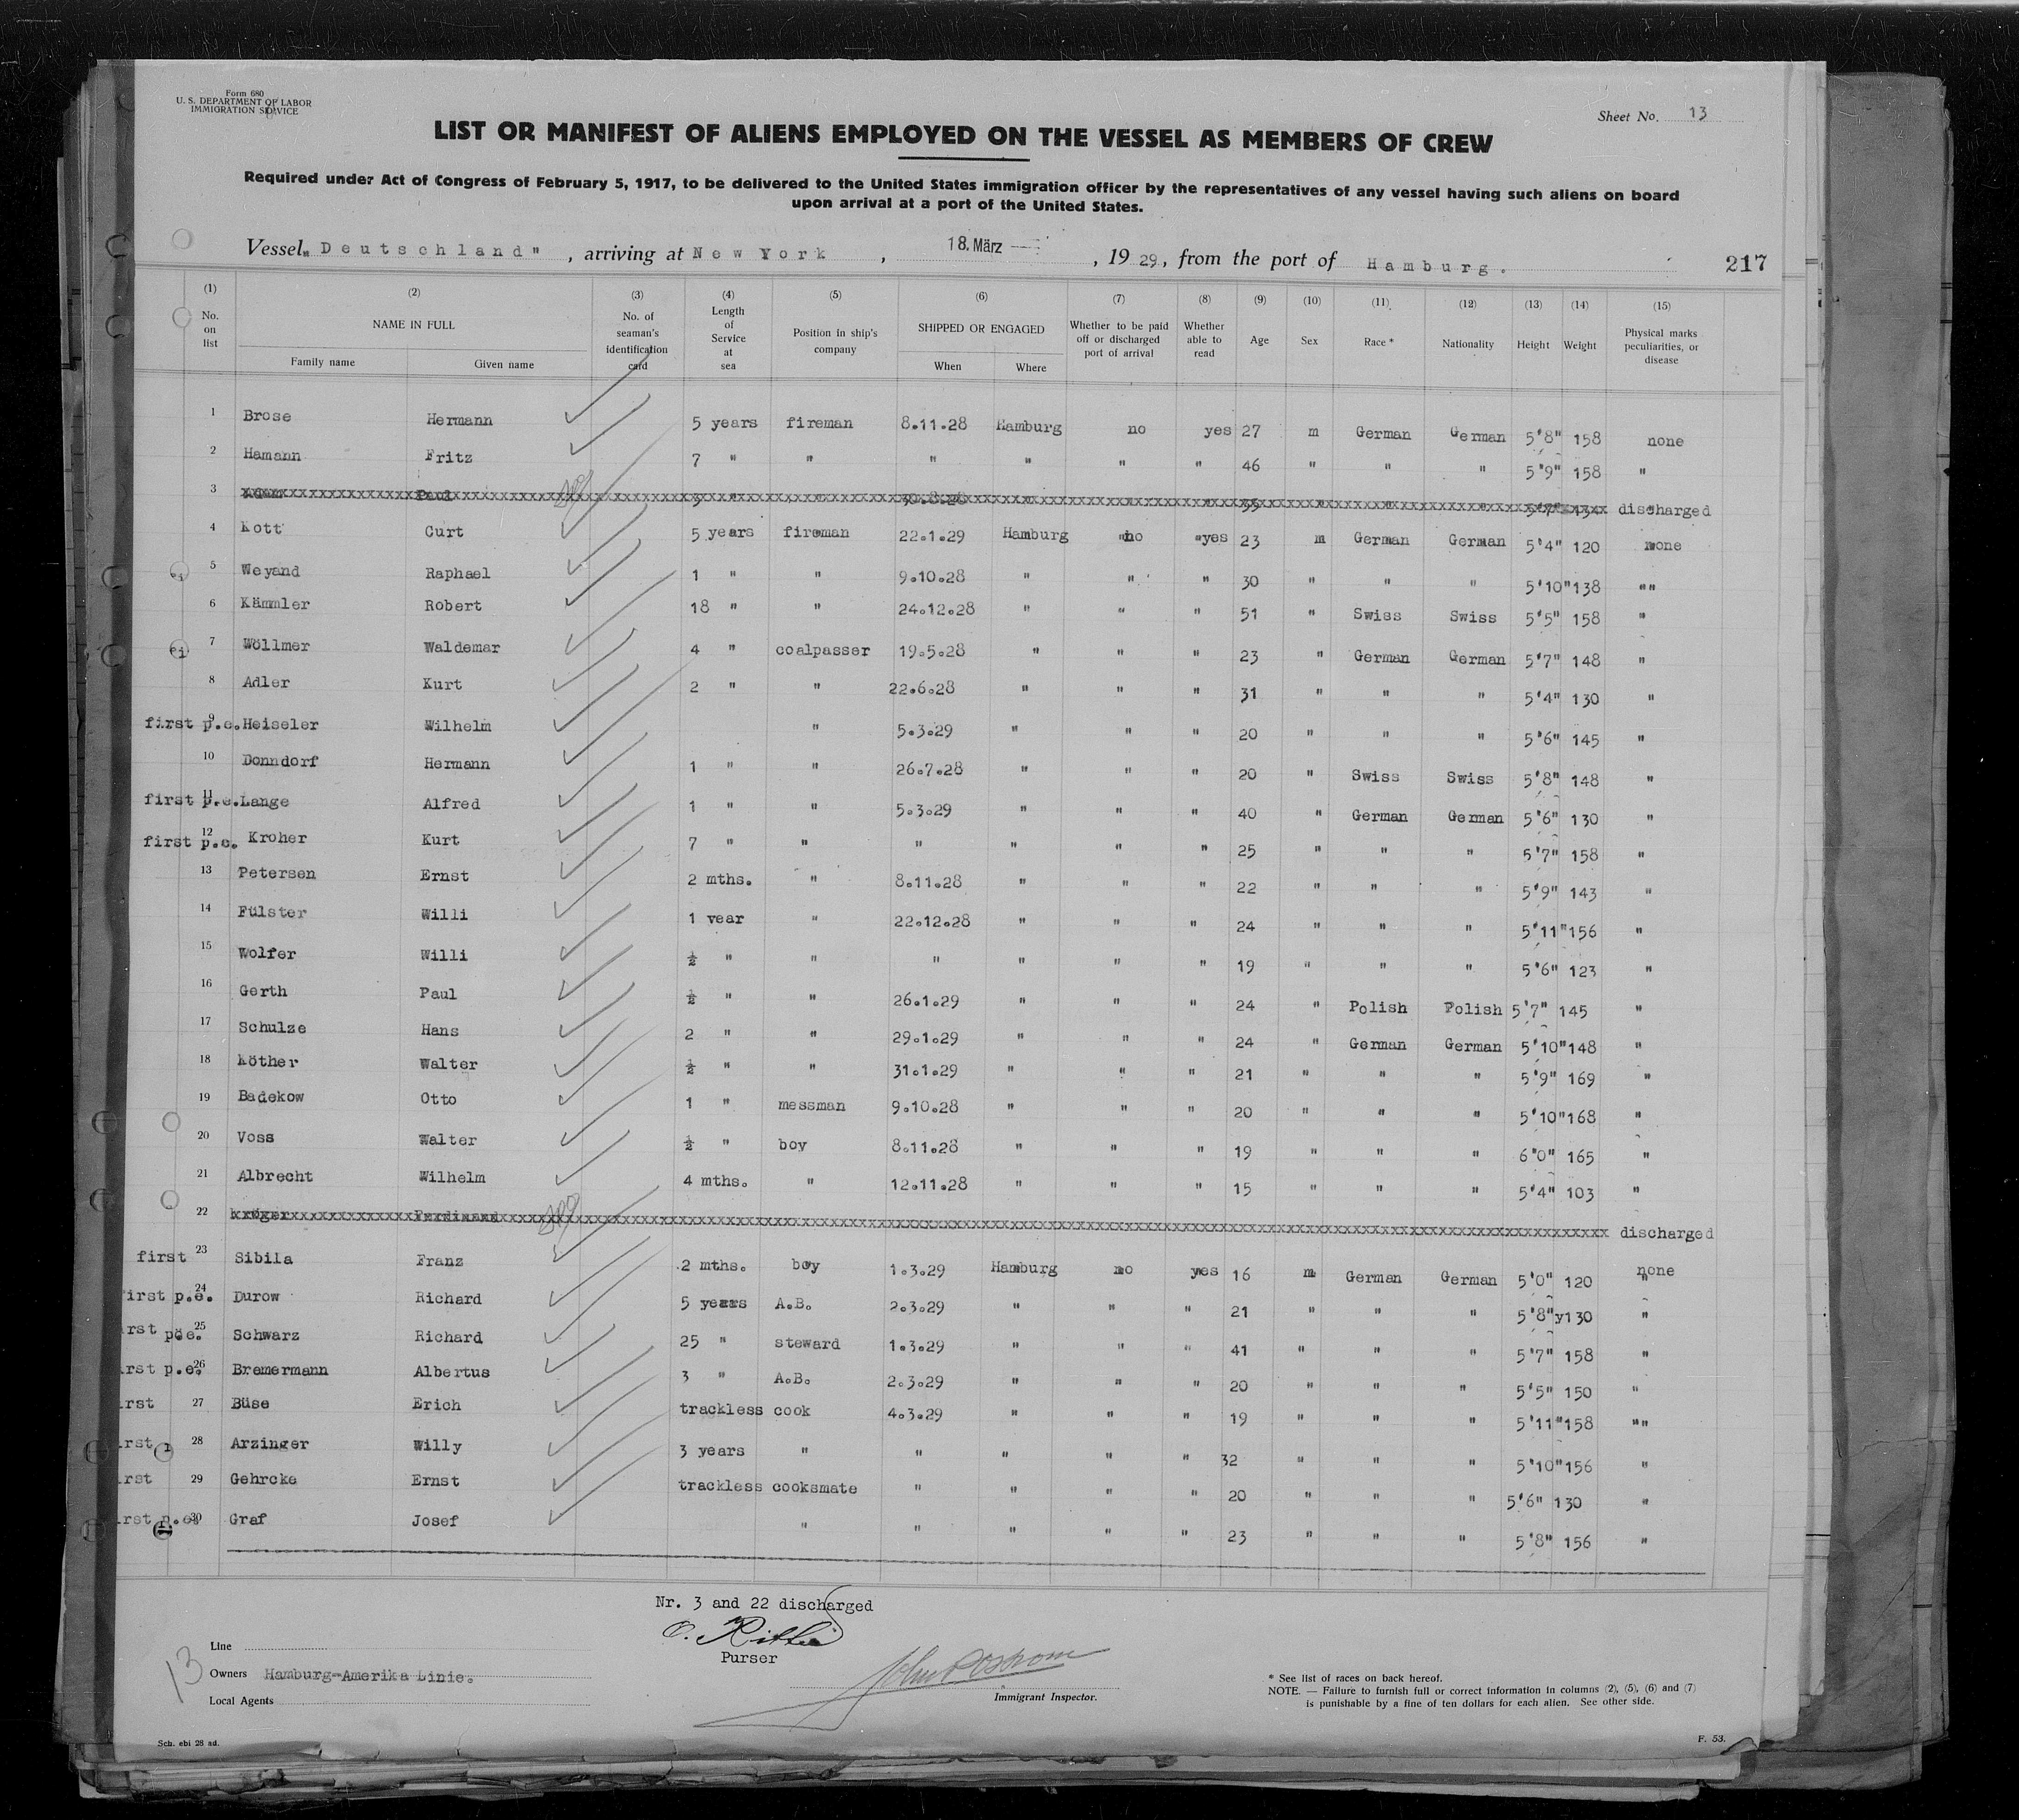 Form 680
U. S. DEPARTMENT OF LABOR
IMMIGRATION SERVICE
Sheet No. 13
LIST OR MANIFEST OF ALIENS EMPLOYED ON THE VESSEL AS MEMBERS OF CREW
Required under Act of Congress of February 5, 1917, to be delivered to the United States immigration officer by the representatives of any vessel having such aliens on board
upon arrival at a port of the United States.
Vessel "Deutschland" , arriving at New York , 18. März , 19 29, from the port of Hamburg. 217
(1) (2) (3) (4) (5) (6) (7) (8) (9) (10) (11) (12) (13) (14) (15)
No. on list NAME IN FULL Family name Given name No. of seaman's identification card Length of Service at sea Position in ship's company SHIPPED OR ENGAGED When Where Whether to be paid off or discharged port of arrival Whether able to read Age Sex Race * Nationality Height Weight Physical marks peculiarities, or disease
1 Brose Hermann 5 years fireman 8.11.28 Hamburg no yes 27 m German German 5'8" 158 none
2 Hamann Fritz 7 " " " " " " 46 " " " 5'9" 158 "
3 Paul discharged
4 Kott Curt 5 years fireman 22.1.29 Hamburg no yes 23 m German German 5'4" 120 none
5 Weyand Raphael 1 " " 9.10.28 " " " 30 " " " 5'10" 138 ""
6 Kämmler Robert 18 " " 24.12.28 " " " 51 " Swiss Swiss 5'5" 158 "
7 Wöllmer Waldemar 4 " coalpasser 19.5.28 " " " 23 " German German 5'7" 148 "
8 Adler Kurt 2 " " 22.6.28 " " " 31 " " " 5'4" 130 "
first p.e. 9 Heiseler Wilhelm " 5.3.29 " " " 20 " " " 5'6" 145 "
10 Donndorf Hermann 1 " " 26.7.28 " " " 20 " Swiss Swiss 5'8" 148 "
first p.e. 11 Lange Alfred 1 " " 5.3.29 " " " 40 " German German 5'6" 130 "
first p.e. 12 Kroher Kurt 7 " " " " " " 25 " " " 5'7" 158 "
13 Petersen Ernst 2 mths. " 8.11.28 " " " 22 " " " 5'9" 143 "
14 Fülster Willi 1 year " 22.12.28 " " " 24 " " " 5'11" 156 "
15 Wolfer Willi ½ " " " " " " 19 " " " 5'6" 123 "
16 Gerth Paul ½ " " 26.1.29 " " " 24 " Polish Polish 5'7" 145 "
17 Schulze Hans 2 " " 29.1.29 " " " 24 " German German 5'10" 148 "
18 Köther Walter ½ " " 31.1.29 " " " 21 " " " 5'9" 169 "
19 Badekow Otto 1 " messman 9.10.28 " " " 20 " " " 5'10" 168 "
20 Voss Walter ½ " boy 8.11.28 " " " 19 " " " 6"0" 165 "
21 Albrecht Wilhelm 4 mths. " 12.11.28 " " " 15 " " " 5'4" 103 "
22 Kröger Ferdinand discharged
first 23 Sibila Franz 2 mths. boy 1.3.29 Hamburg no yes 16 m German German 5'0" 120 none
irst p.e. 24 Durow Richard 5 years A.B. 2.3.29 " " " 21 " " " 5'8"y130 "
rst p.e. 25 Schwarz Richard 25 " steward 1.3.29 " " " 41 " " " 5'7" 158 "
rst p.e. 26 Bremermann Albertus 3 " A.B. 2.3.29 " " " 20 " " " 5'5" 150 "
rst 27 Büse Erich trackless cook 4.3.29 " " " 19 " " " 5'11" 158 ""
rst 28 Arzinger Willy 3 years " " " " " 32 " " " 5'10" 156 "
rst 29 Gehrcke Ernst trackless cooksmate " " " " 20 " " " 5'6" 130 "
rst p.e. 30 Graf Josef " " " " " 23 " " " 5'8" 156 "
Nr. 3 and 22 discharged
Purser
Line
Owners Hamburg-Amerika Linie.
Local Agents
13
Immigrant Inspector.
* See list of races on back hereof.
NOTE. — Failure to furnish full or correct information in columns (2), (5), (6) and (7)
is punishable by a fine of ten dollars for each alien. See other side.
Sch. ebi 28 ad.
F. 53.